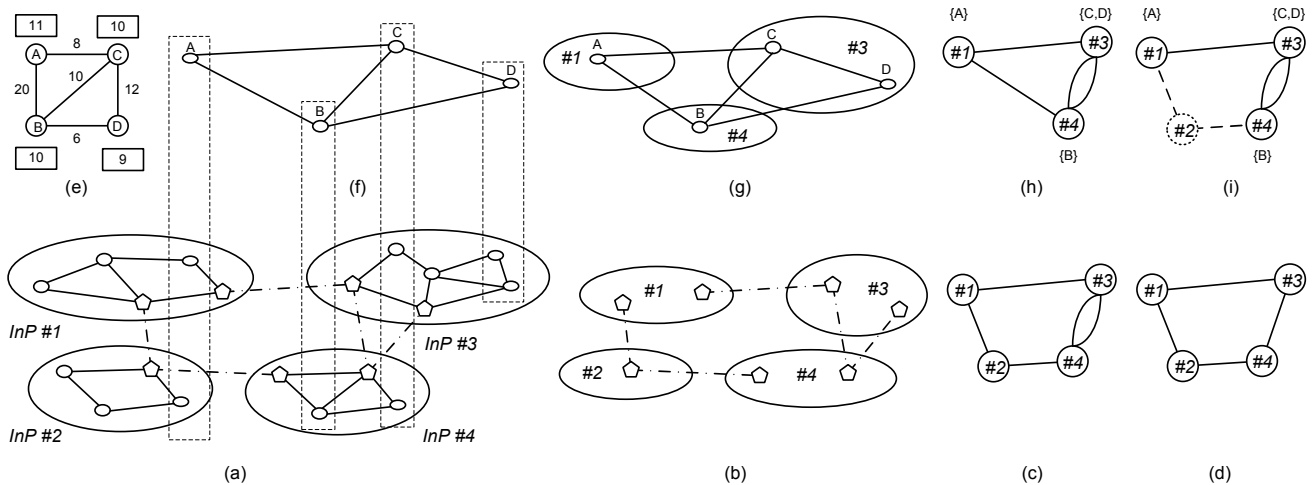 11
10
A
8
C
10
20
12
B
6
D
10
9
(e)
A
C
D
B
(f)
#1
A
C
#3
D
B
#4
(g)
{A}
{C,D}
#1
#3
#4
{B}
(h)
{A}
{C,D}
#1
#3
#2
#4
{B}
(i)
InP #1
InP #3
InP #2
InP #4
(a)
#1
#3
#2
#4
(b)
#1
#3
#2
#4
(c)
#1
#3
#2
#4
(d)